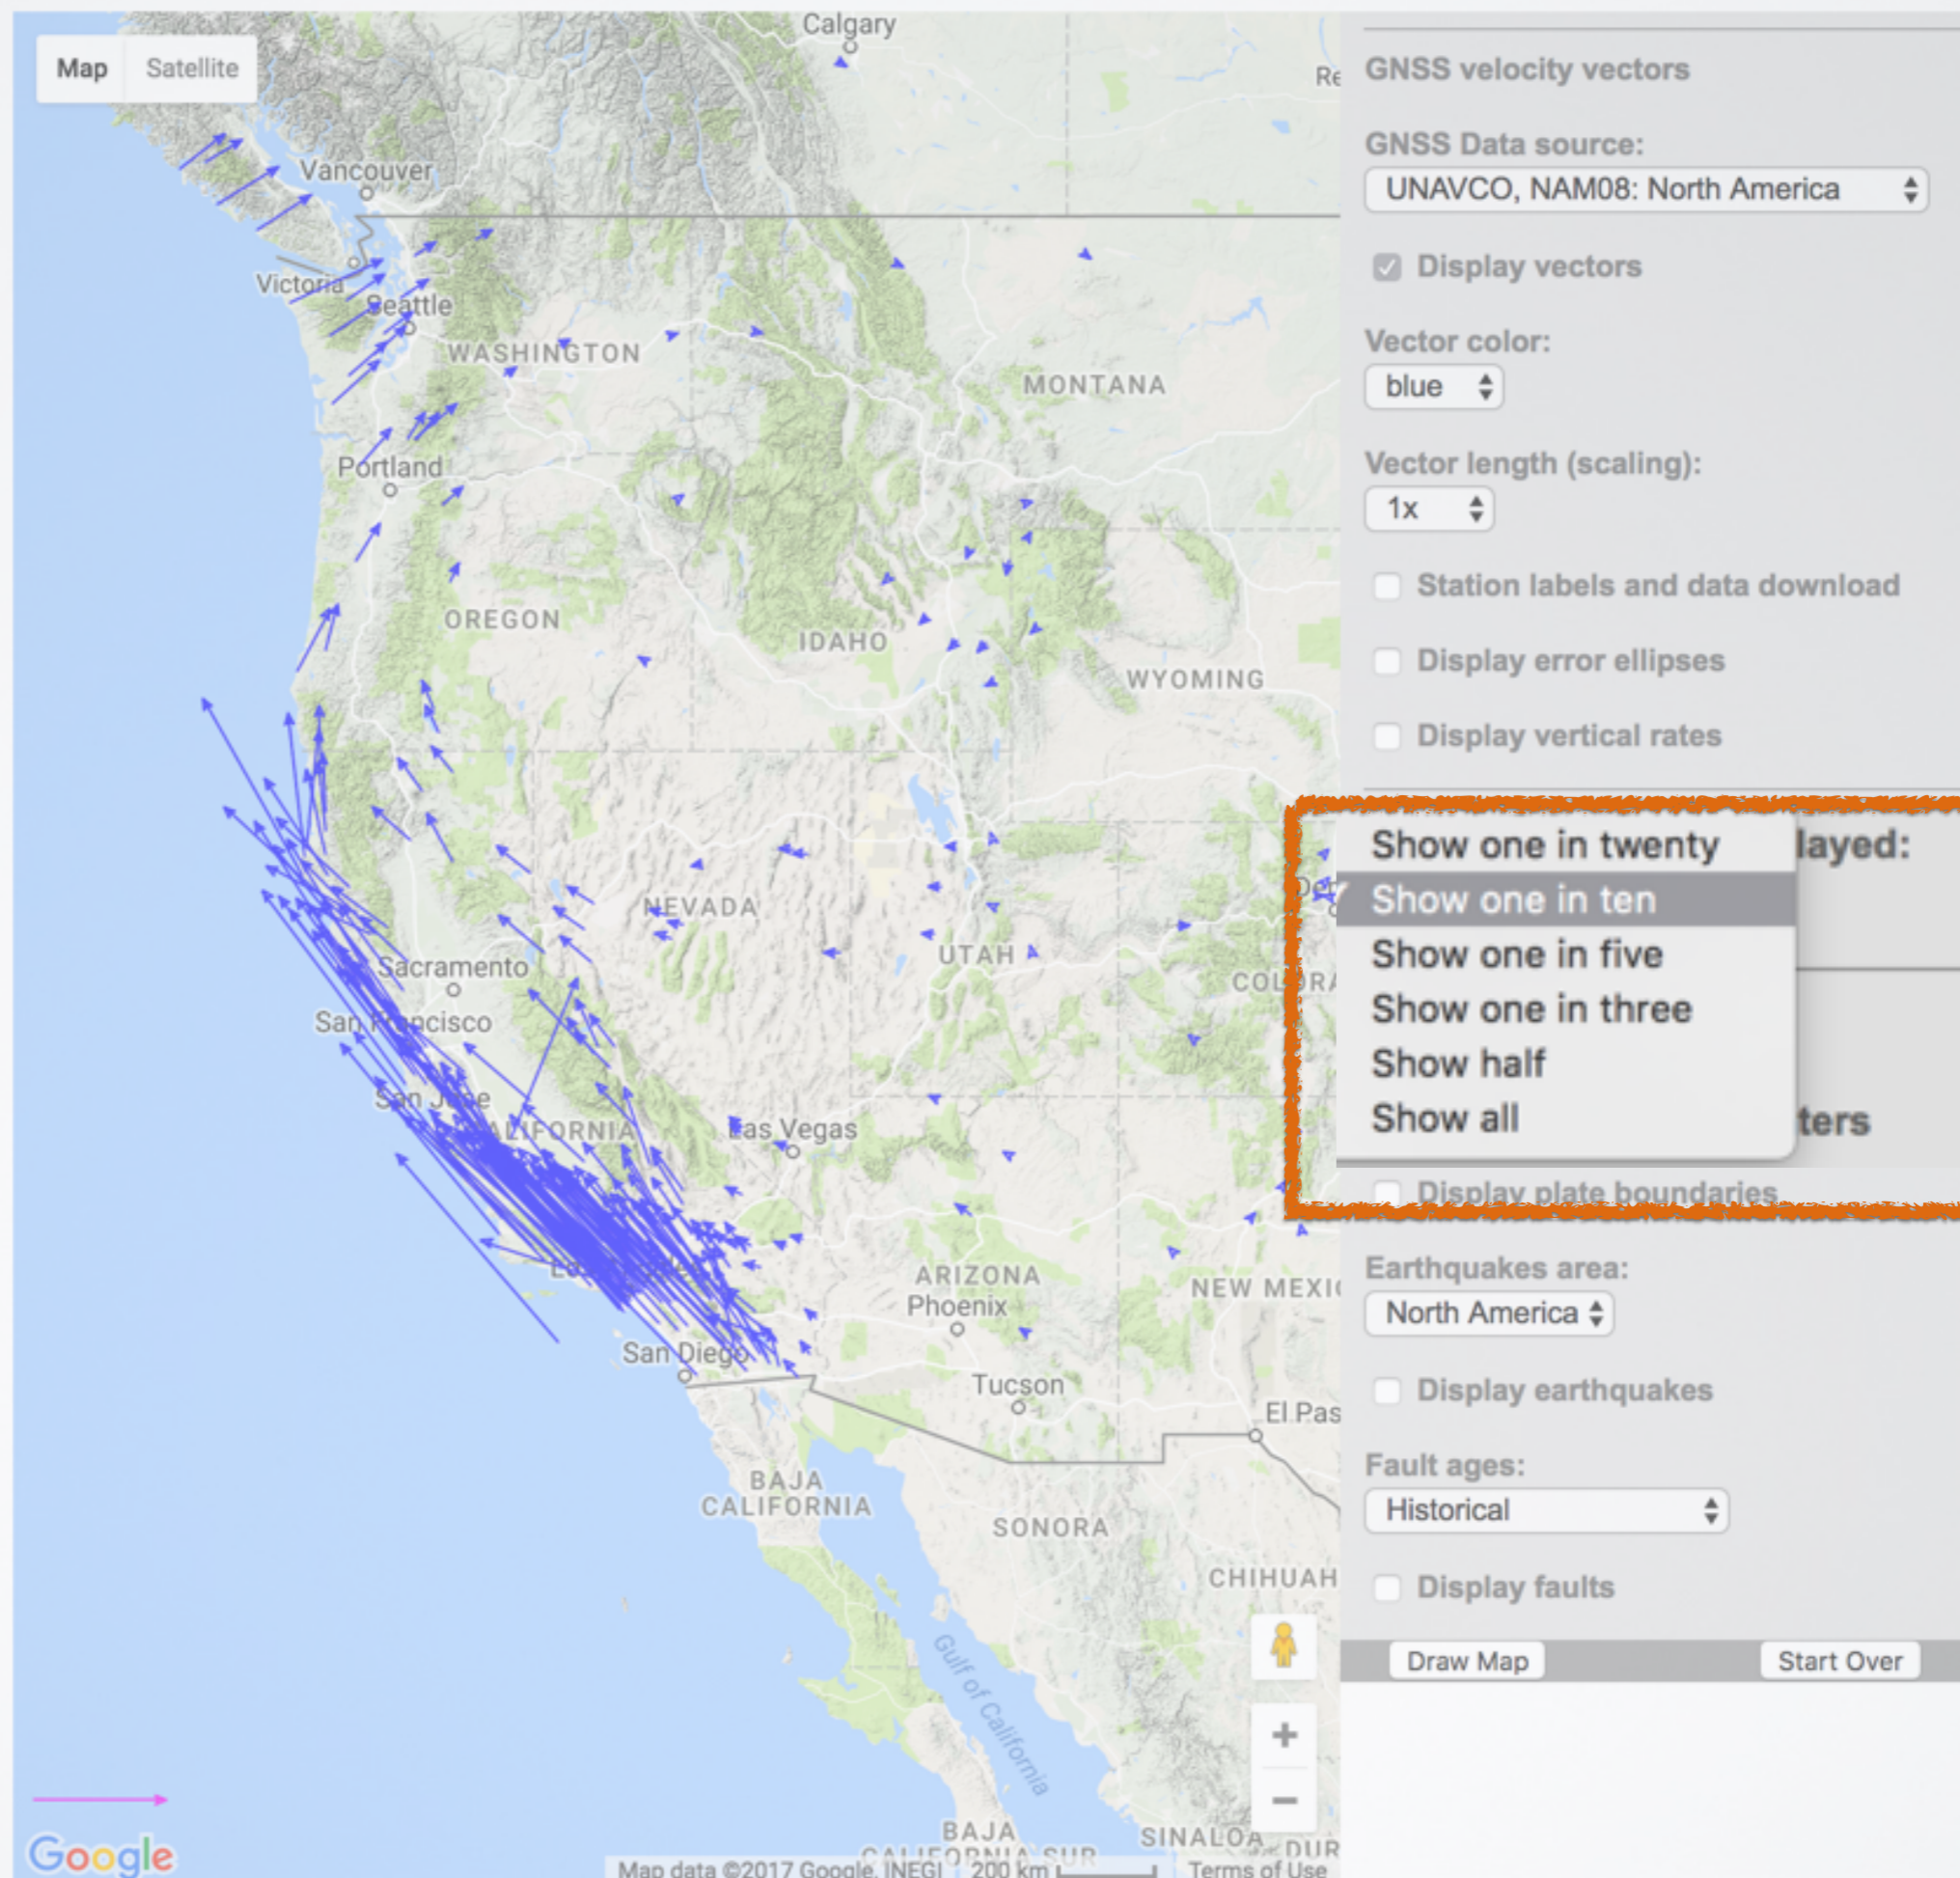 Map
Satellite
Calgary
Vancouver
Victoria
Seattle
WASHINGTON
MONTANA
Portland
OREGON
IDAHO
WYOMING
NEVADA
UTAH
Sacramento
San Francisco
San Jose
CALIFORNIA
Las Vegas
ARIZONA
Phoenix
NEW MEXIC
San Diego
Tucson
El Pas
BAJA
CALIFORNIA
SONORA
CHIHUAH
Gulf of California
BAJA
CALIFORNIA SUR
SINALOA
DUR
Google
Map data ©2017 Google, INEGI
200 km
Terms of Use
GNSS velocity vectors
GNSS Data source:
UNAVCO, NAM08: North America
Display vectors
Vector color:
blue
Vector length (scaling):
1x
Station labels and data download
Display error ellipses
Display vertical rates
Show one in twenty
layed:
Show one in ten
Show one in five
Show one in three
Show half
Show all
ters
Display plate boundaries
Earthquakes area:
North America
Display earthquakes
Fault ages:
Historical
Display faults
Draw Map
Start Over